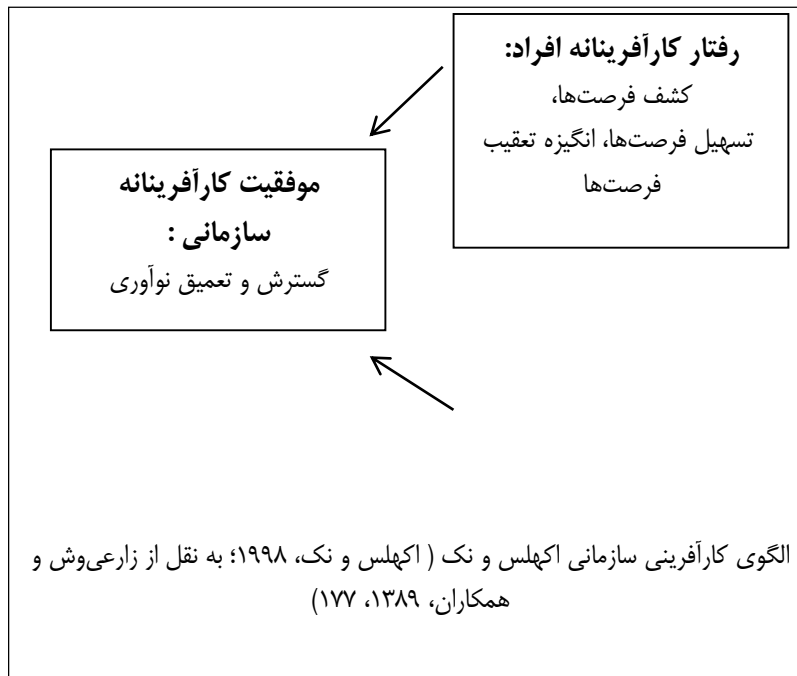 رفتار کارآفرینانه افراد:
کشف فرصت‌ها،
تسهیل فرصت‌ها، انگیزه تعقیب
فرصت‌ها
موفقیت کارآفرینانه
سازمانی :
گسترش و تعمیق نوآوری
الگوی کارآفرینی سازمانی اکهلس و نک ( اکهلس و نک، ۱۹۹۸؛ به نقل از زارعی‌وش و
همکاران، ۱۳۸۹، ۱۷۷)